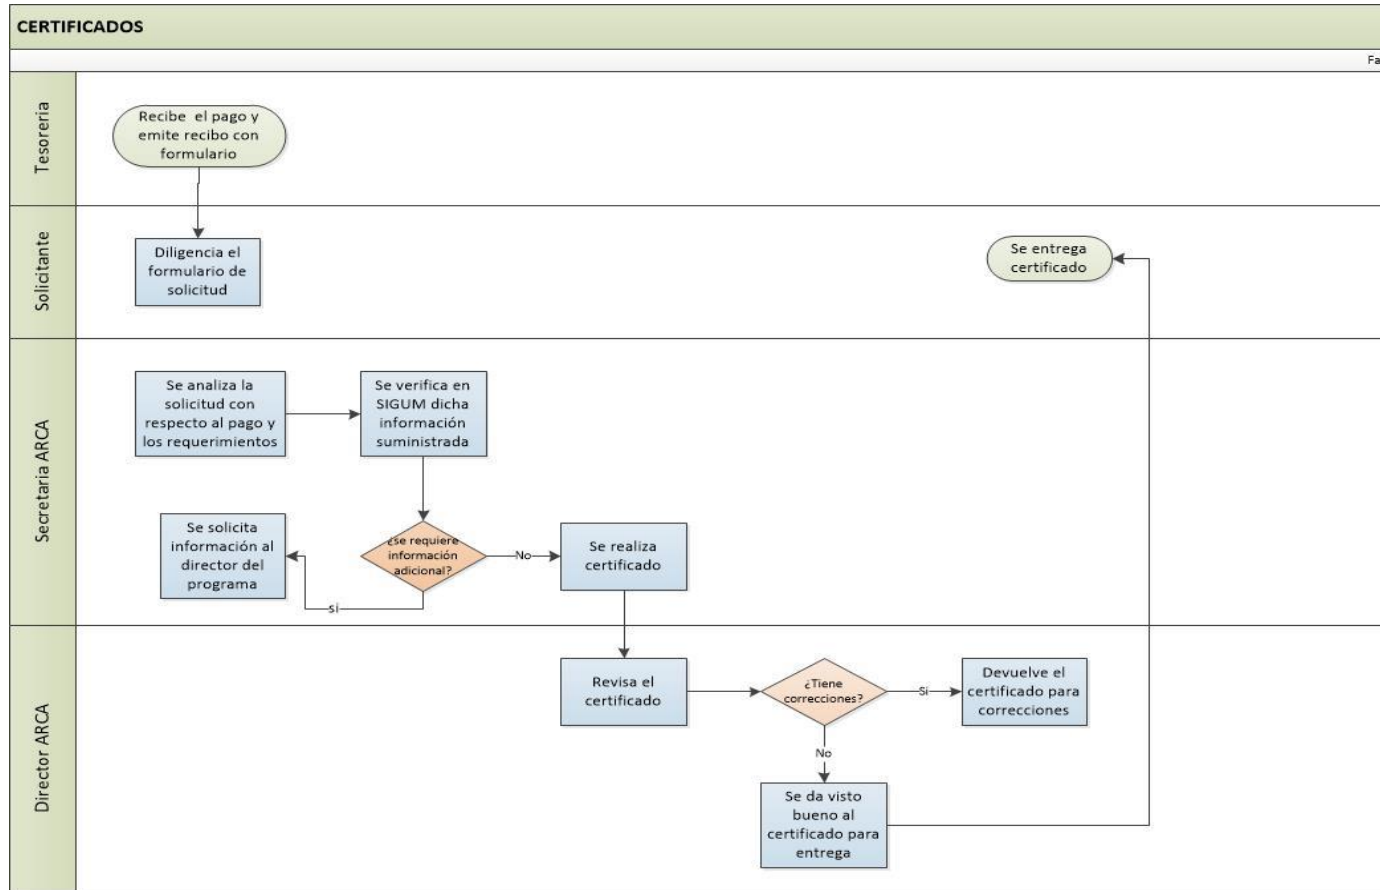 CERTIFICADOS
Fa
Tesoreria
Recibe el pago y
emite recibo con
formulario
Solicitante
Diligencia el
formulario de
solicitud
Se entrega
certificado
Secretaria ARCA
Se analiza la
solicitud con
respecto al pago y
los requerimientos
Se verifica en
SIGUM dicha
información
suministrada
Se solicita
información al
director del
programa
¿se requiere
información
adicional?
No
Se realiza
certificado
si
Director ARCA
Revisa el
certificado
¿Tiene
correcciones?
Si
Devuelve el
certificado para
correcciones
No
Se da visto
bueno al
certificado para
entrega